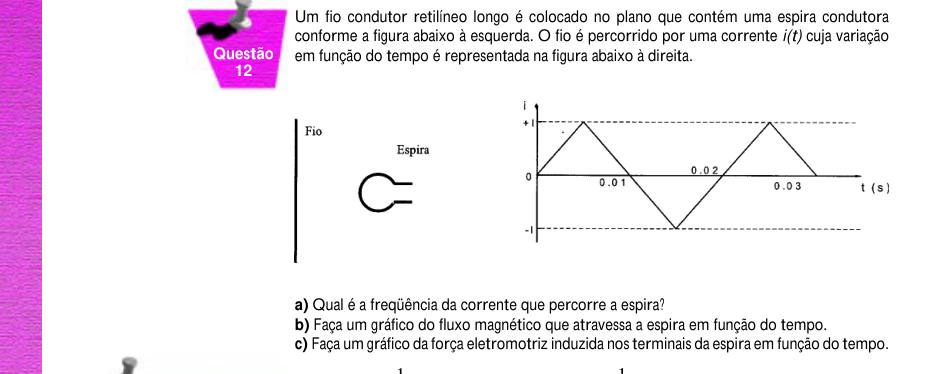 Questão
12
Um fio condutor retilíneo longo é colocado no plano que contém uma espira condutora
conforme a figura abaixo à esquerda. O fio é percorrido por uma corrente i(t) cuja variação
em função do tempo é representada na figura abaixo à direita.
Fio
Espira
i
+I
0
-I
0.01
0.02
0.03
t (s)
a) Qual é a freqüência da corrente que percorre a espira?
b) Faça um gráfico do fluxo magnético que atravessa a espira em função do tempo.
c) Faça um gráfico da força eletromotriz induzida nos terminais da espira em função do tempo.